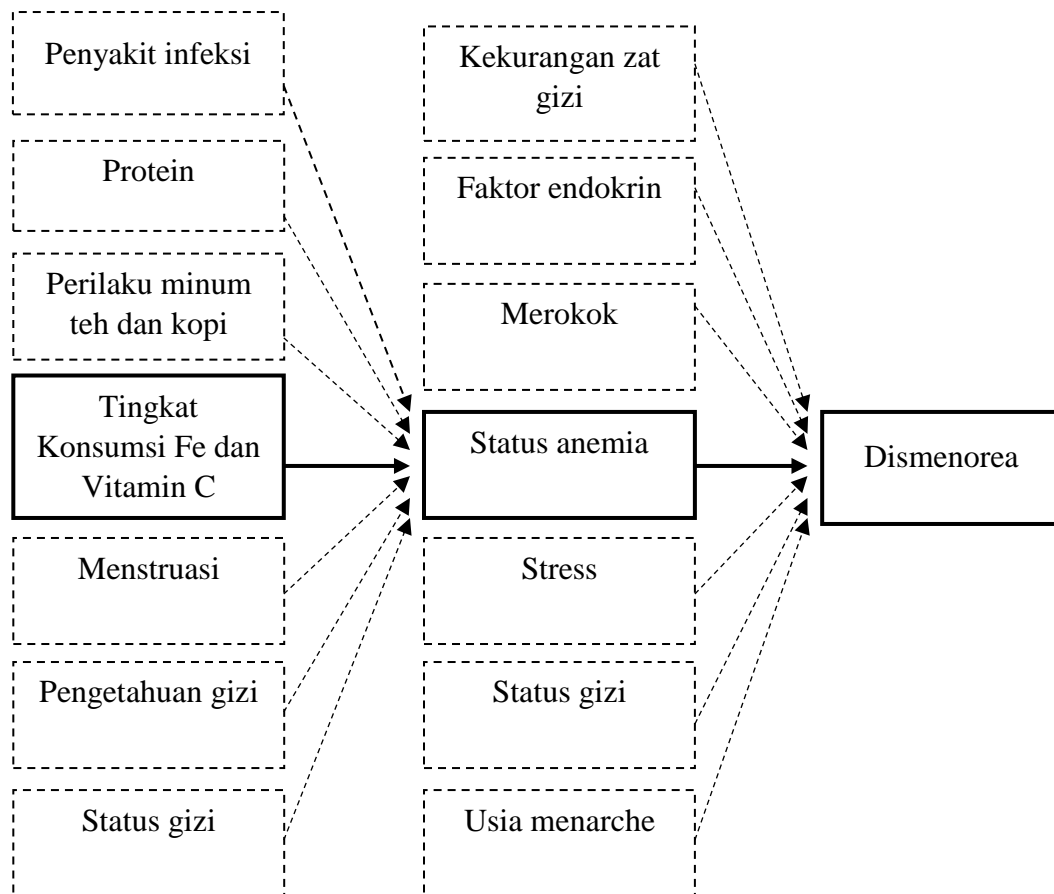 Penyakit infeksi
Protein
Perilaku minum
teh dan kopi
Tingkat
Konsumsi Fe dan
Vitamin C
Menstruasi
Pengetahuan gizi
Status gizi
Kekurangan zat
gizi
Faktor endokrin
Merokok
Status anemia
Stress
Status gizi
Usia menarche
Dismenorea